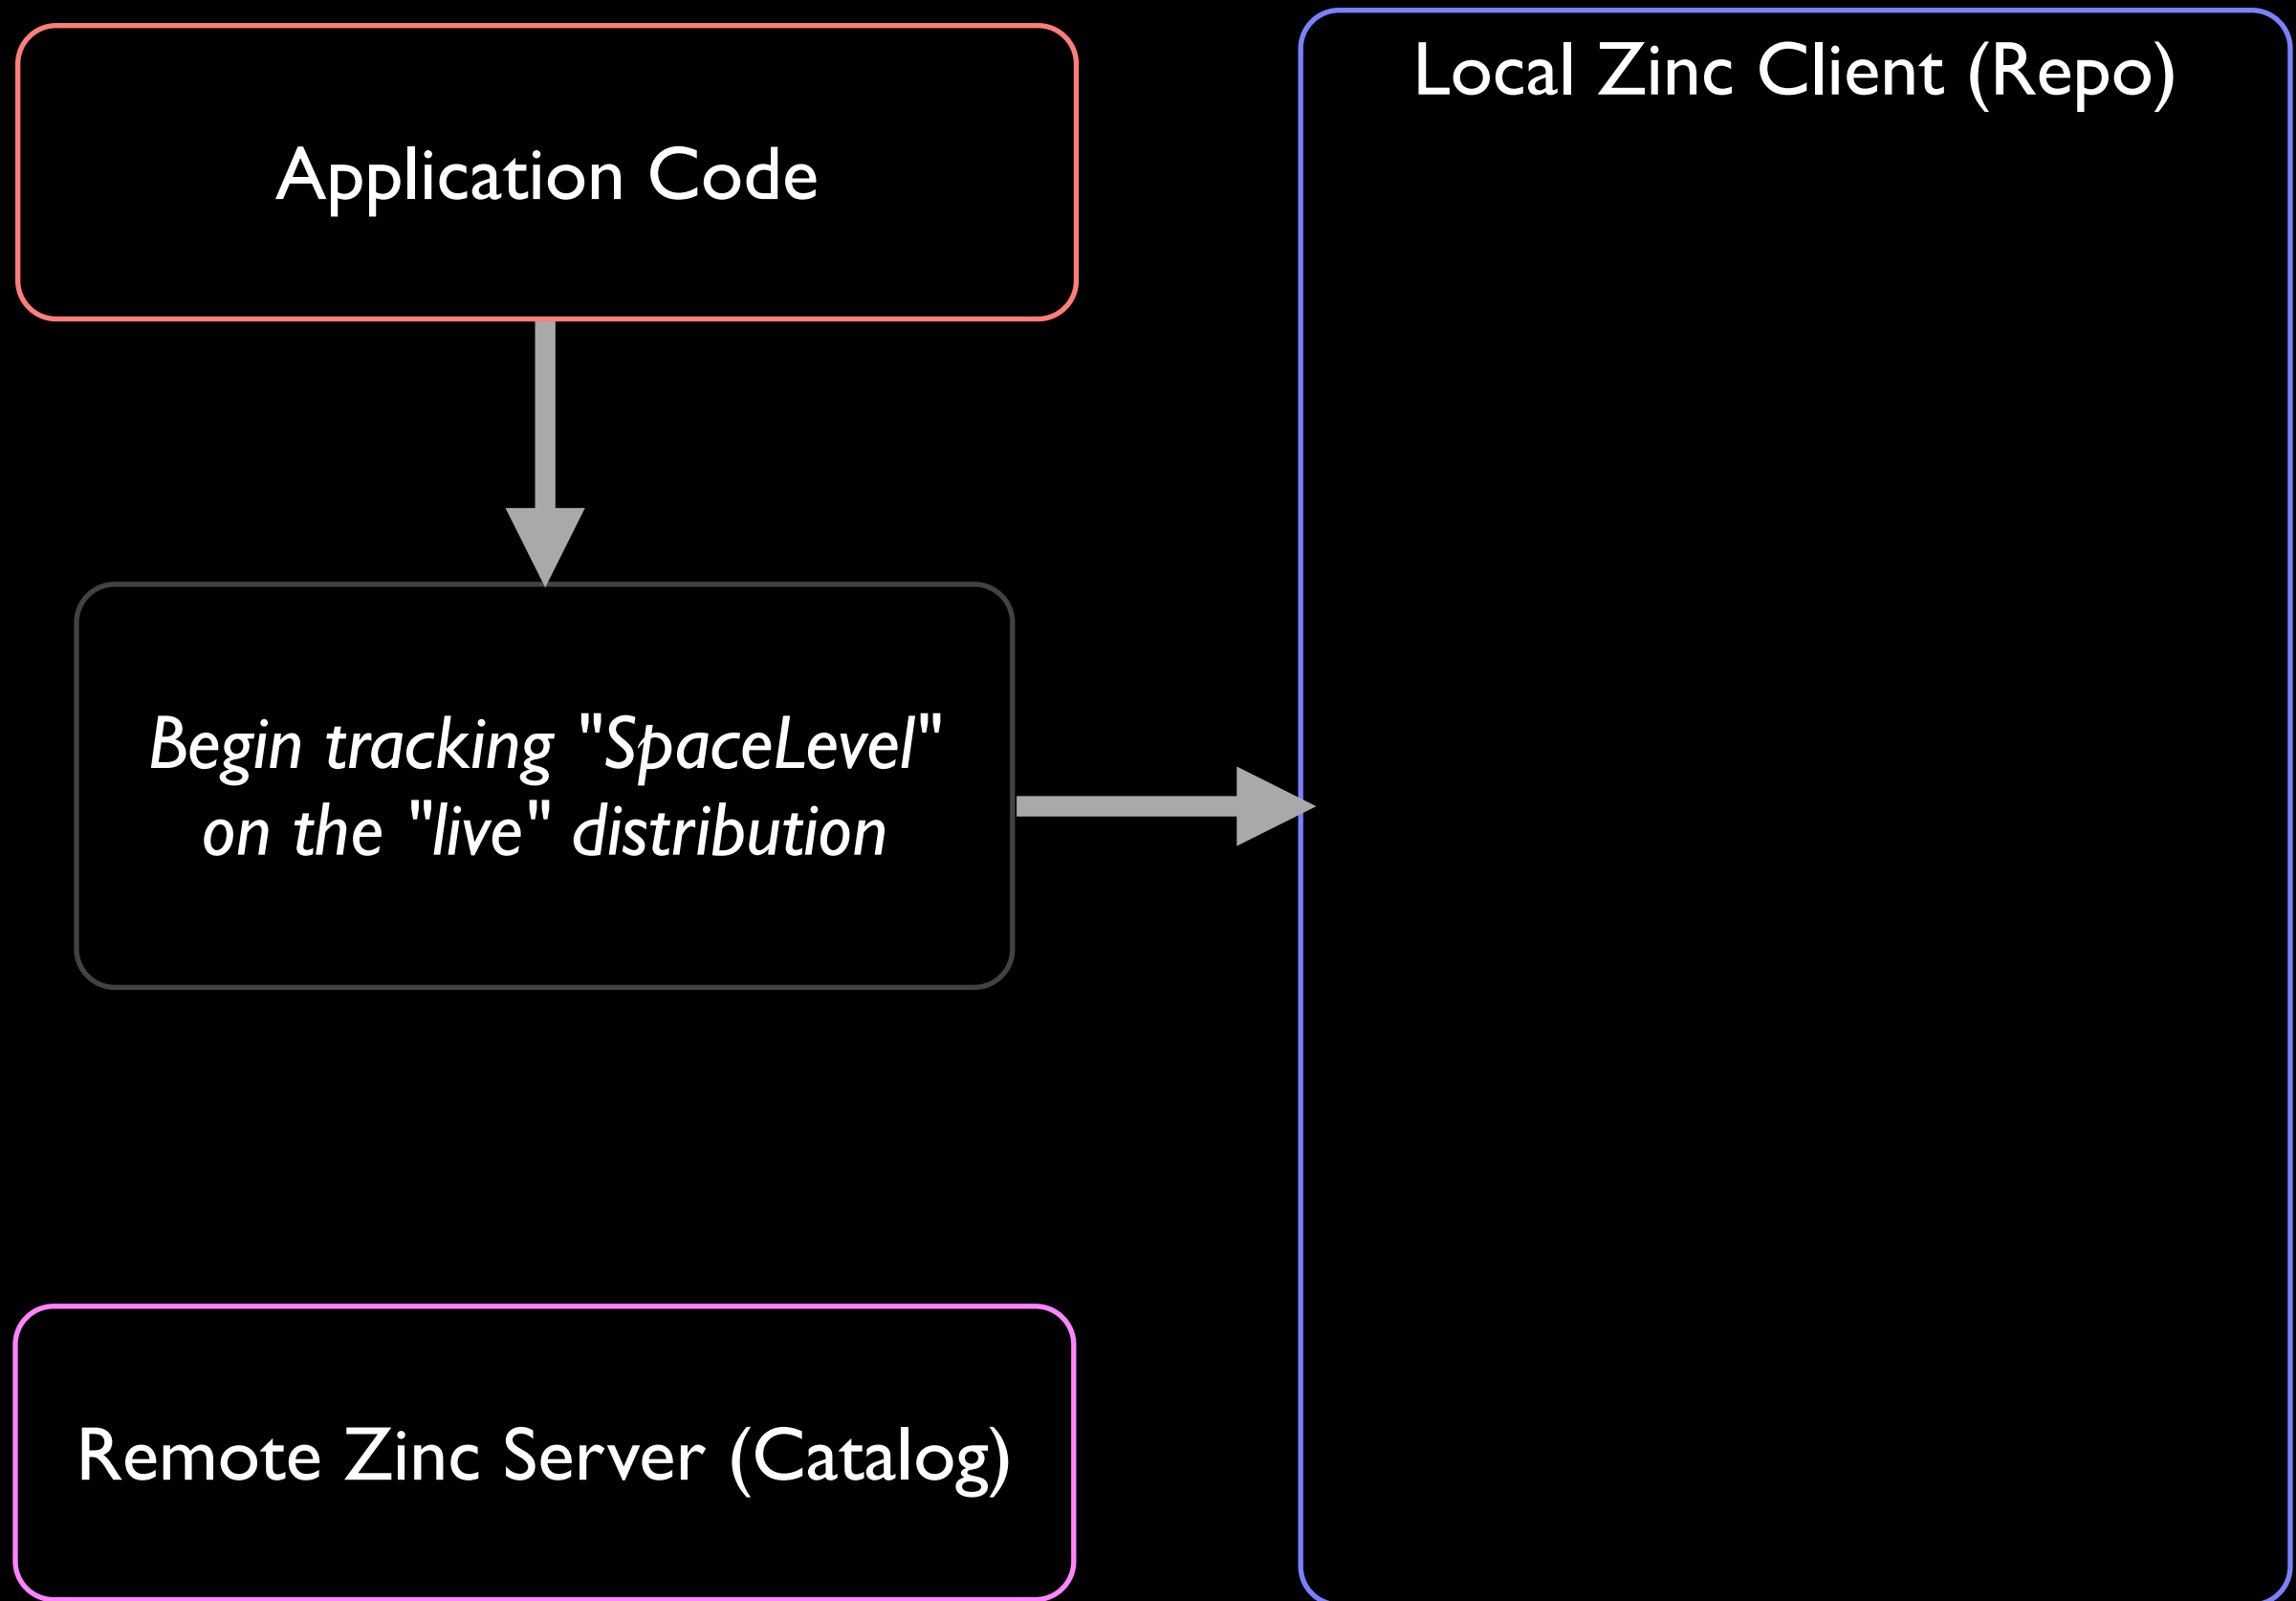 Local Zinc Client (Repo)
Application Code
Begin tracking "SpaceLevel"
on the "live" distribution
Remote Zinc Server (Catalog)